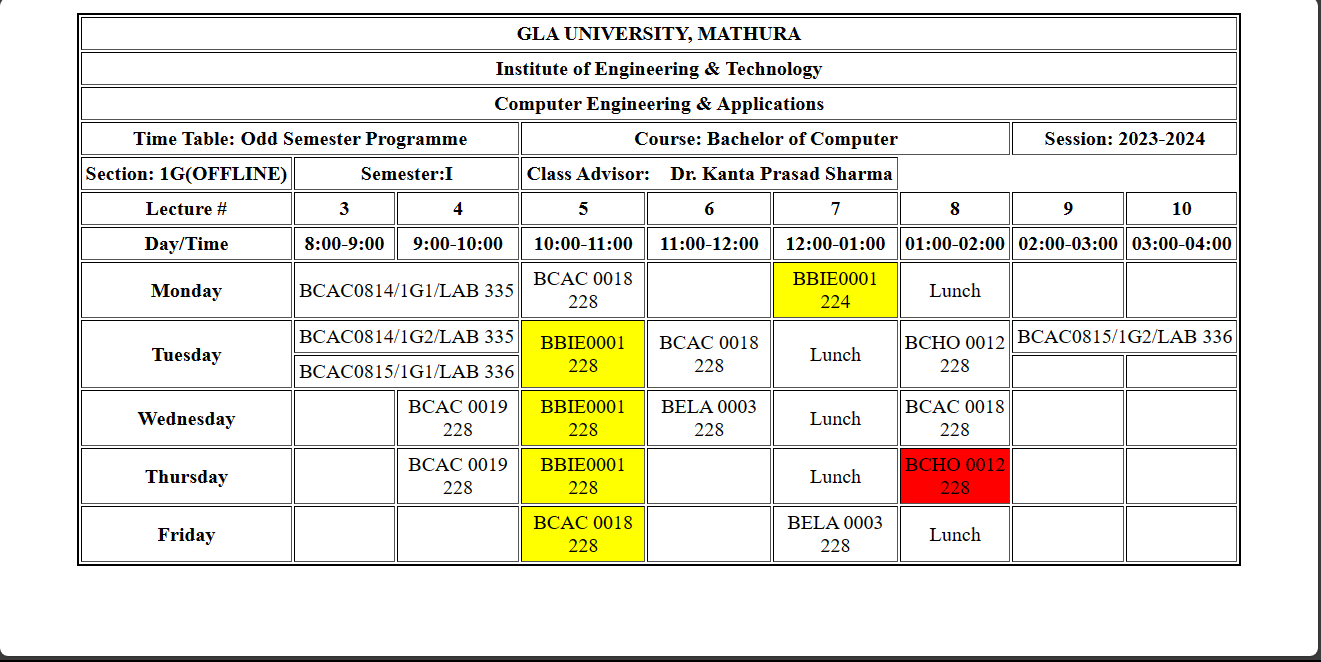 GLA UNIVERSITY, MATHURA
Institute of Engineering & Technology
Computer Engineering & Applications
Time Table: Odd Semester Programme Course: Bachelor of Computer Session: 2023-2024
Section: 1G(OFFLINE) Semester:I Class Advisor: Dr. Kanta Prasad Sharma
Lecture # 3 4 5 6 7 8 9 10
Day/Time 8:00-9:00 9:00-10:00 10:00-11:00 11:00-12:00 12:00-01:00 01:00-02:00 02:00-03:00 03:00-04:00
Monday BCAC0814/1G1/LAB 335 BCAC 0018 228 BBIE0001 224 Lunch
Tuesday BCAC0814/1G2/LAB 335 BCAC0815/1G1/LAB 336 BBIE0001 228 BCAC 0018 228 Lunch BCHO 0012 228 BCAC0815/1G2/LAB 336
Wednesday BCAC 0019 228 BBIE0001 228 BELA 0003 228 Lunch BCAC 0018 228
Thursday BCAC 0019 228 BBIE0001 228 Lunch BCHO 0012 228
Friday BCAC 0018 228 BELA 0003 228 Lunch